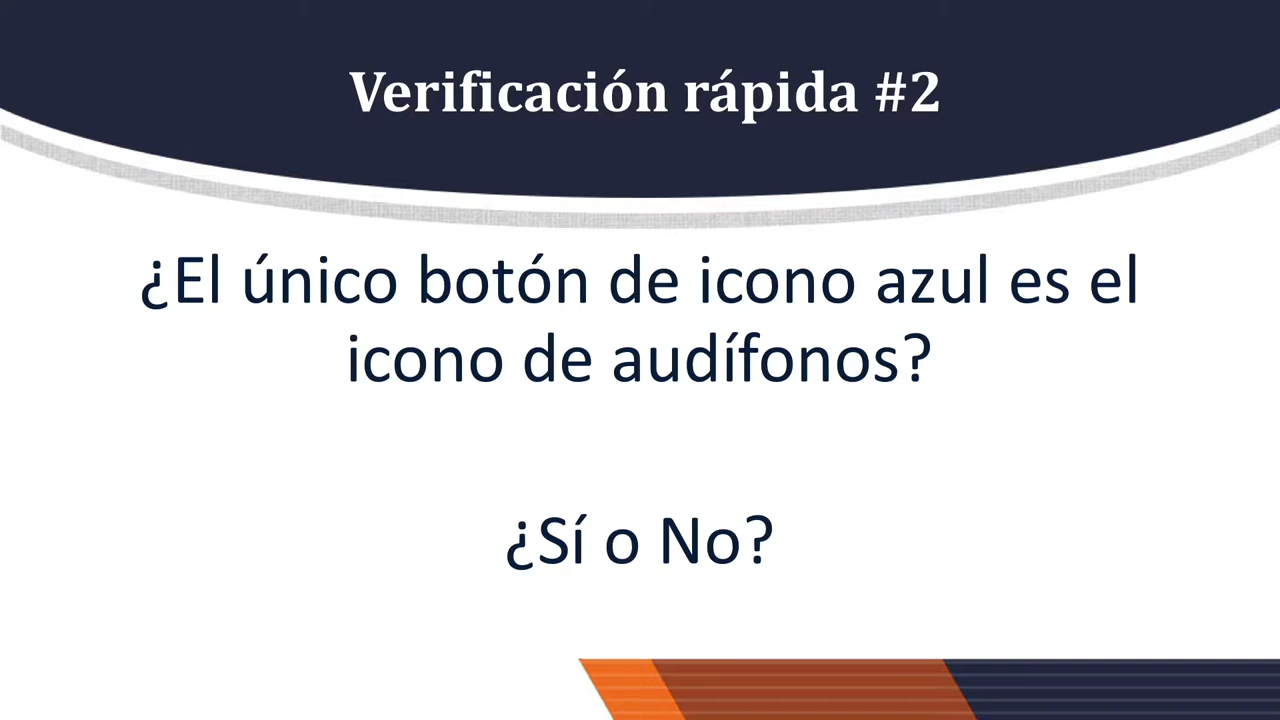 Verificación rápida #2
¿El único botón de icono azul es el
icono de audífonos?
¿Sí o No?